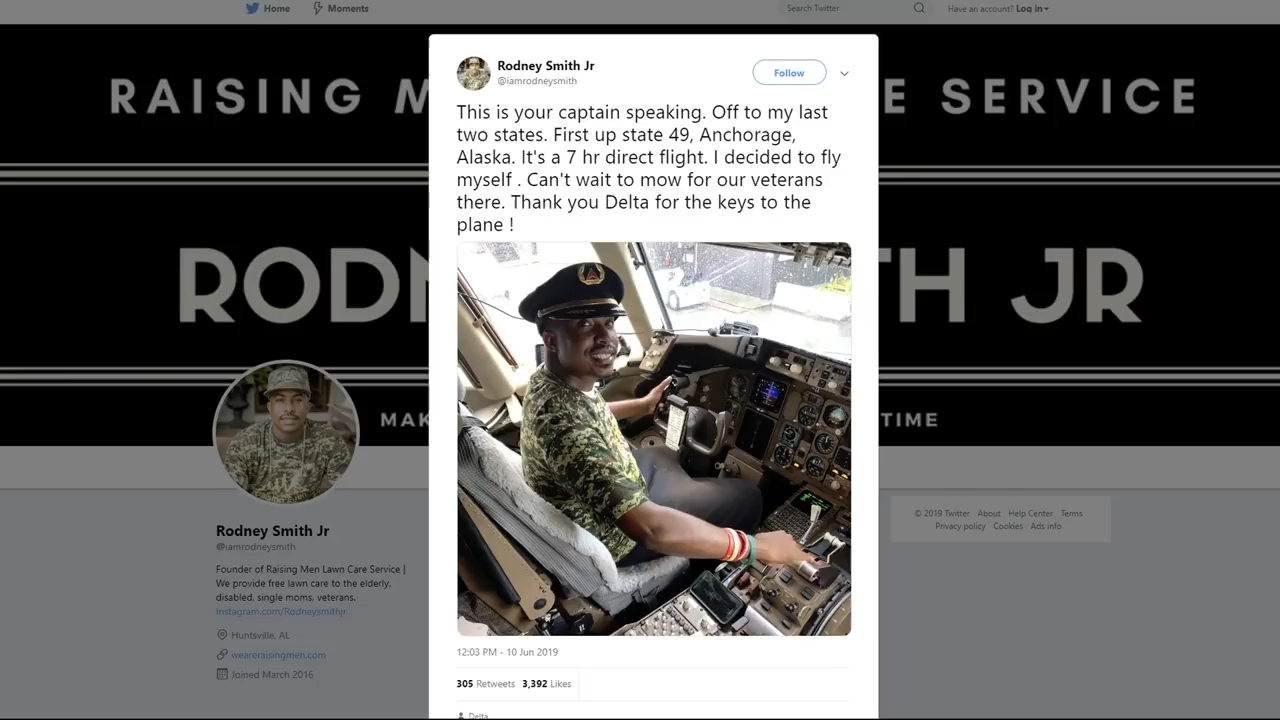 Home
Moments
Search Twitter
Have an account? Log in
RAISING M
E SERVICE
Rodney Smith Jr
@iamrodneysmith
Follow
This is your captain speaking. Off to my last
two states. First up state 49, Anchorage,
Alaska. It's a 7 hr direct flight. I decided to fly
myself . Can't wait to mow for our veterans
there. Thank you Delta for the keys to the
plane !
RODN
TH JR
MAK
TIME
Rodney Smith Jr
@iamrodneysmith
Founder of Raising Men Lawn Care Service |
We provide free lawn care to the elderly,
disabled, single moms, veterans.
Instagram.com/Rodneysmithjr
Huntsville, AL
weareraisingmen.com
Joined March 2016
© 2019 Twitter About Help Center Terms
Privacy policy Cookies Ads info
12:03 PM - 10 Jun 2019
305 Retweets 3,392 Likes
Delta